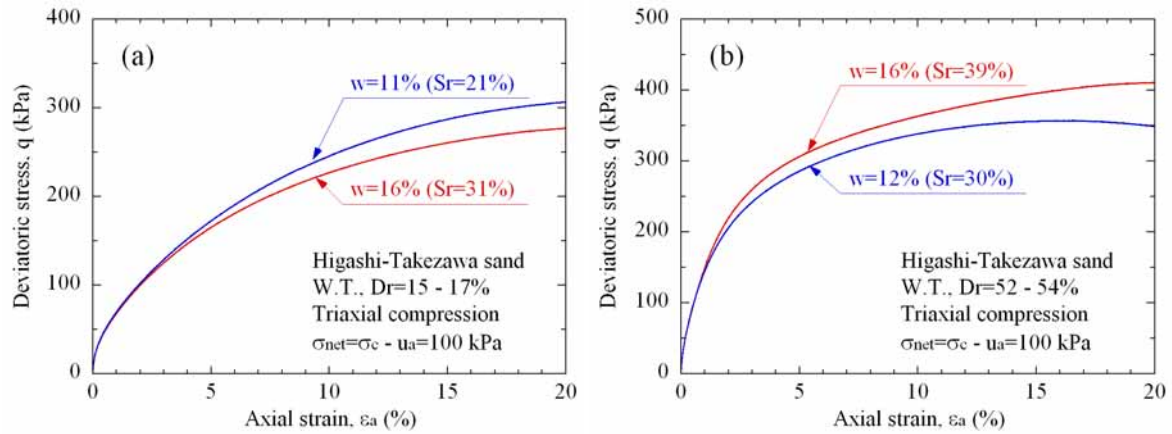 (a)
400
300
200
100
0
Deviatoric stress. q (kPa)
w=11% (Sr=21%)
w=16% (Sr=31%)
Higashi-Takezawa sand
W.T., Dr=15 - 17%
Triaxial compression
σnet=σc - ua=100 kPa
0 5 10 15 20
Axial strain, εa (%)
(b)
500
400
300
200
100
0
Deviatoric stress. q (kPa)
w=16% (Sr=39%)
w=12% (Sr=30%)
Higashi-Takezawa sand
W.T., Dr=52 - 54%
Triaxial compression
σnet=σc - ua=100 kPa
0 5 10 15 20
Axial strain, εa (%)